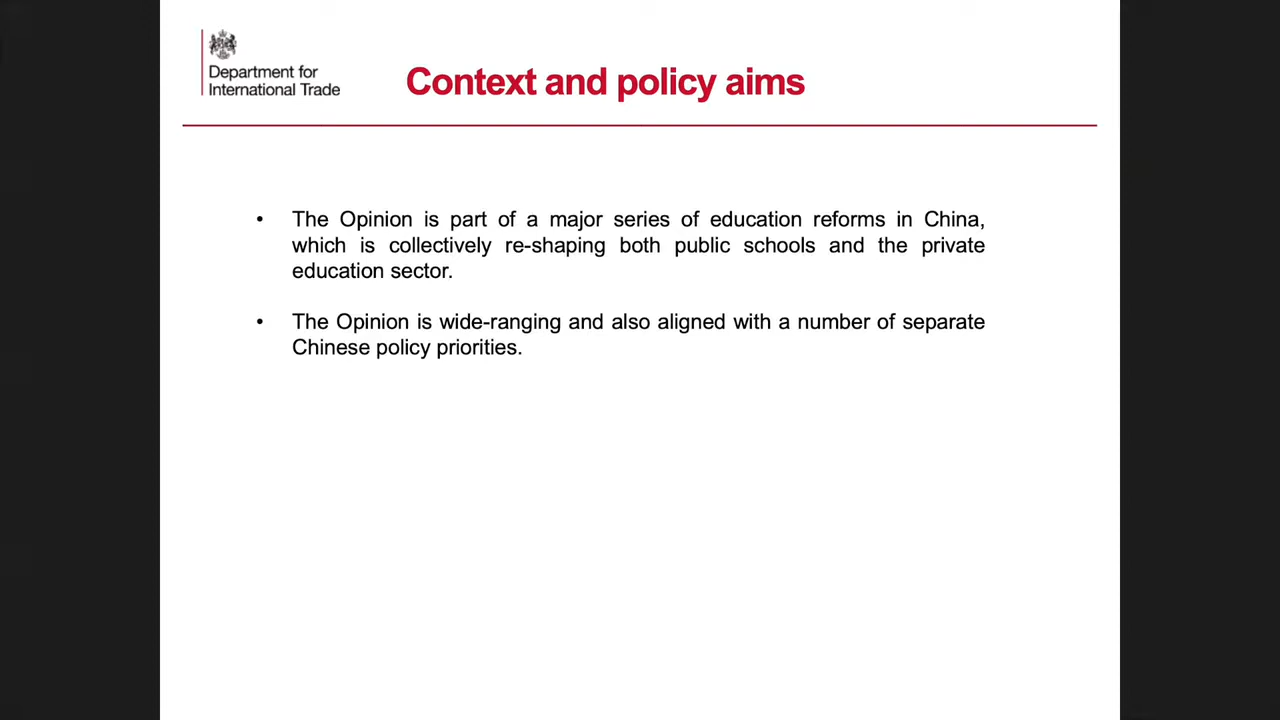 Department for
International Trade
Context and policy aims
• The Opinion is part of a major series of education reforms in China,
which is collectively re-shaping both public schools and the private
education sector.
• The Opinion is wide-ranging and also aligned with a number of separate
Chinese policy priorities.